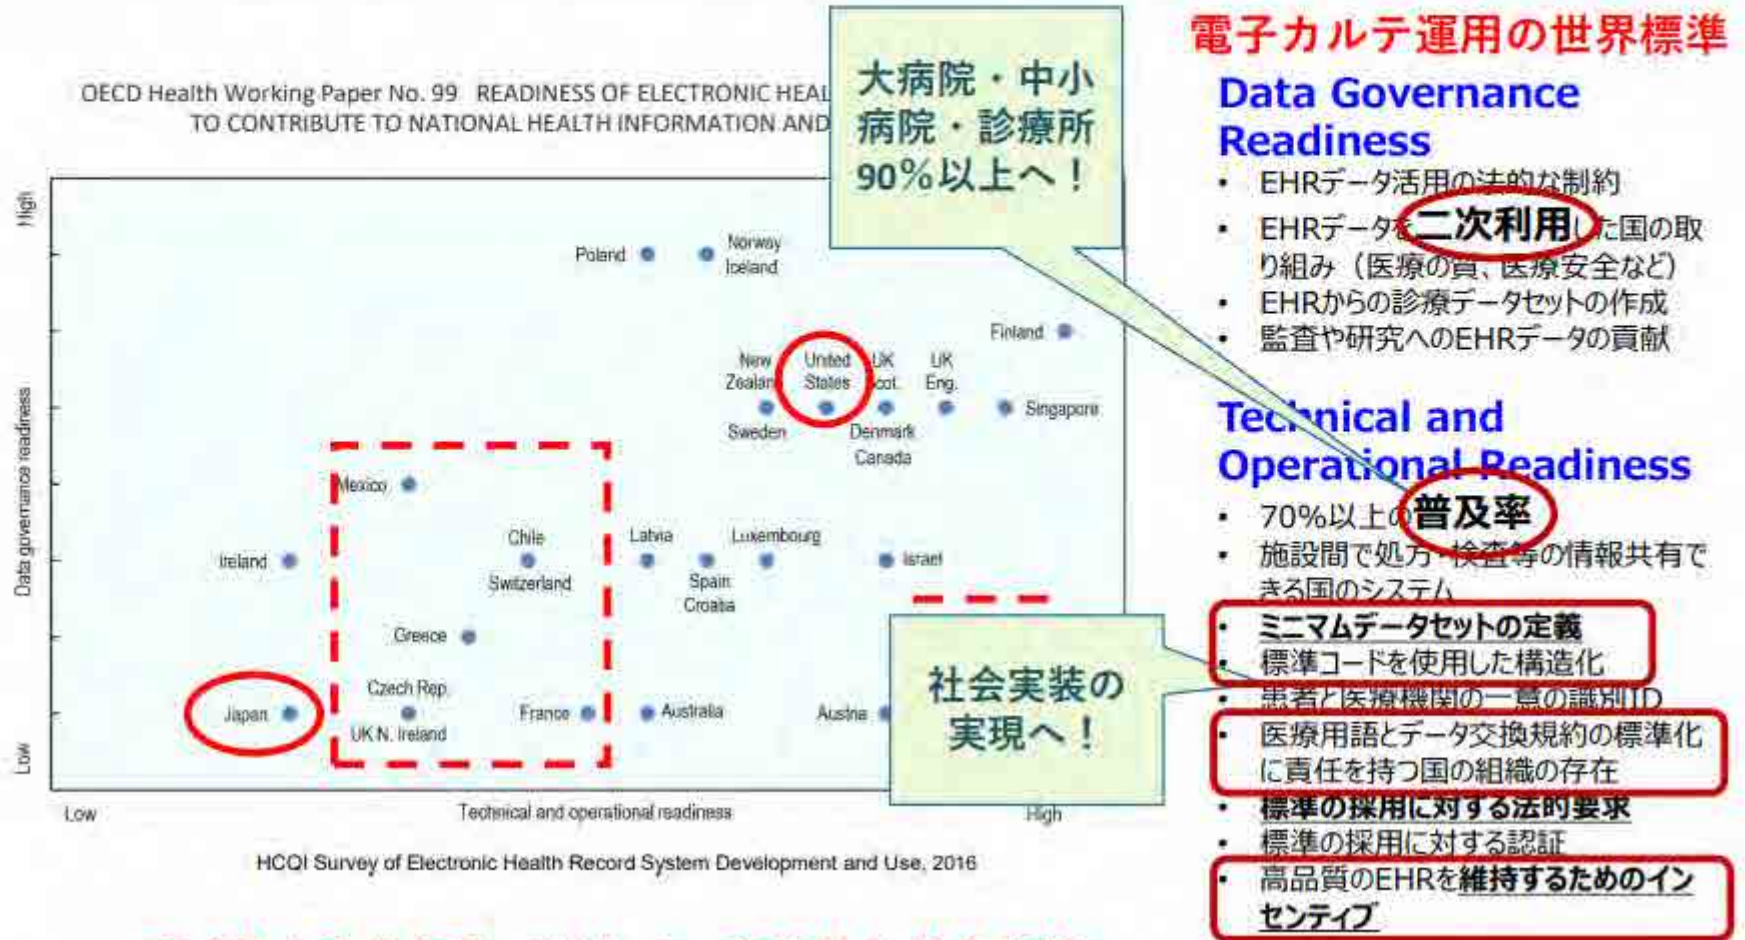 電子カルテ運用の世界標準
OECD Health Working Paper No. 99 READINESS OF ELECTRONIC HEAL
TO CONTRIBUTE TO NATIONAL HEALTH INFORMATION AND
大病院・中小
病院・診療所
90%以上へ！
High
Data governance readiness
Low
Poland
Norway
Iceland
Finland
New
Zealan
United
States
UK
cot.
UK
Eng.
Singapore
Sweden
Denmark
Canada
Mexico
Ireland
Chile
Switzerland
Latvia
Luxembourg
Spain
Croatia
Israel
Greece
Japan
Czech Rep.
UK N. Ireland
France
Australia
Austria
Low
Technical and operational readiness
High
HCQI Survey of Electronic Health Record System Development and Use, 2016
社会実装の
実現へ！
Data Governance
Readiness
• EHRデータ活用の法的な制約
• EHRデータを二次利用した国の取
り組み（医療の質、医療安全など）
• EHRからの診療データセットの作成
• 監査や研究へのEHRデータの貢献
Technical and
Operational Readiness
• 70%以上の普及率
• 施設間で処方・検査等の情報共有で
きる国のシステム
• ミニマムデータセットの定義
• 標準コードを使用した構造化
• 患者と医療機関の一意の識別ID
• 医療用語とデータ交換規約の標準化
に責任を持つ国の組織の存在
• 標準の採用に対する法的要求
• 標準の採用に対する認証
• 高品質のEHRを維持するためのイン
センティブ